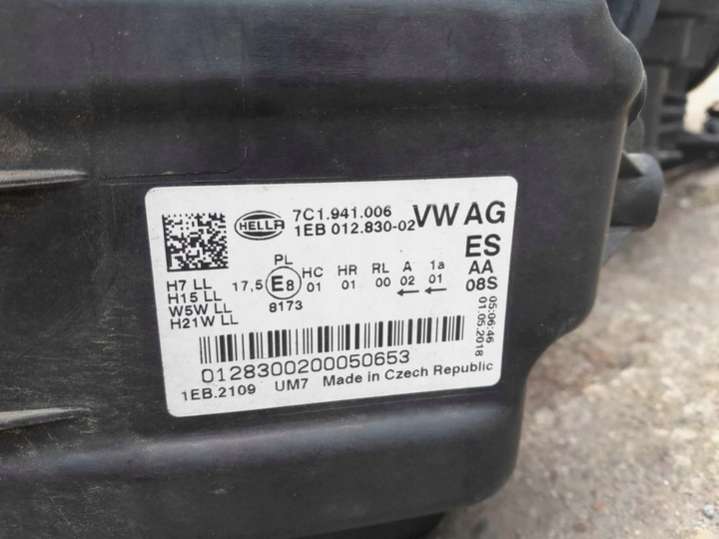 HELLA 7C1.941.006 VW AG
1EB 012.830-02
ES
PL HC HR RL A 1a AA
H7 LL 17,5 E8 01 01 00 02 01 08S
H15 LL 8173
W5W LL
H21W LL
05:06:46
01.05.2018
0128300200050653
1EB.2109 UM7 Made in Czech Republic